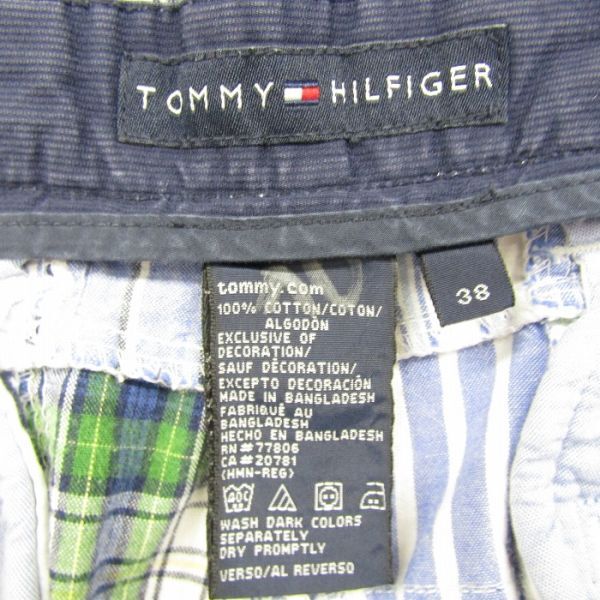 TOMMY HILFIGER
38
tommy.com
100% COTTON/COTON/
ALGODÓN
EXCLUSIVE OF
DECORATION/
SAUF DÉCORATION/
EXCEPTO DECORACIÓN
MADE IN BANGLADESH
FABRIQUÉ AU
BANGLADESH
HECHO EN BANGLADESH
RN#77806
CA#20781
(HMN-REG)
40C
WASH DARK COLORS
SEPARATELY
DRY PROMPTLY
VERSO/AL REVERSO